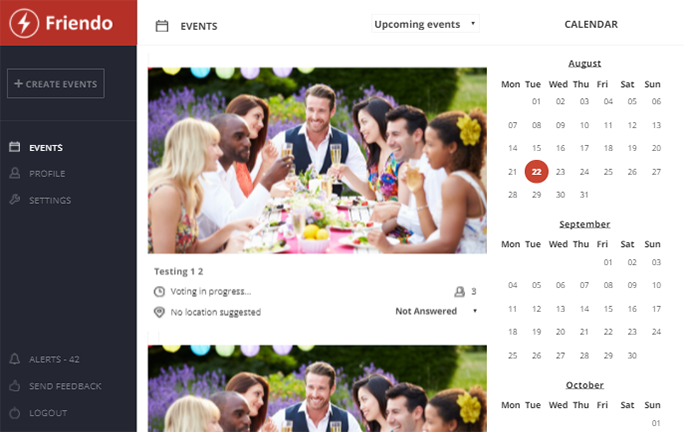 Friendo
+ CREATE EVENTS
EVENTS
PROFILE
SETTINGS
ALERTS - 42
SEND FEEDBACK
LOGOUT
EVENTS
Upcoming events
Testing 1 2
Voting in progress...
3
No location suggested
Not Answered
CALENDAR
August
Mon Tue Wed Thu Fri Sat Sun
01 02 03 04 05 06
07 08 09 10 11 12 13
14 15 16 17 18 19 20
21 22 23 24 25 26 27
28 29 30 31
September
Mon Tue Wed Thu Fri Sat Sun
01 02 03
04 05 06 07 08 09 10
11 12 13 14 15 16 17
18 19 20 21 22 23 24
25 26 27 28 29 30
October
Mon Tue Wed Thu Fri Sat Sun
01